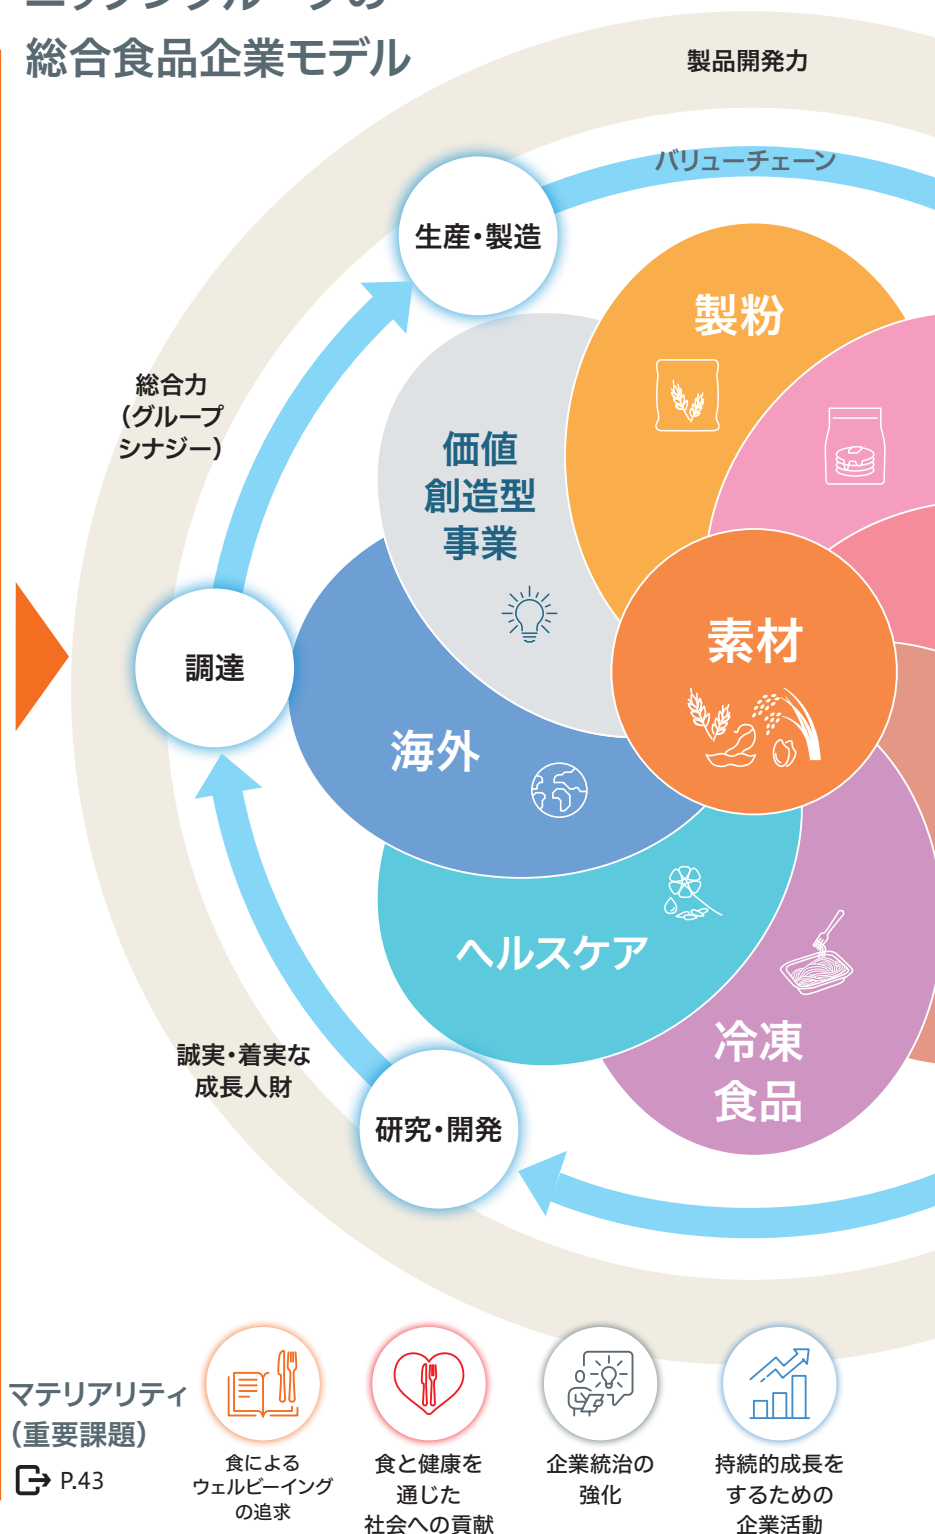 総合食品企業モデル
製品開発力
バリューチェーン
生産・製造
製粉
総合力
（グループ
シナジー）
価値
創造型
事業
素材
調達
海外
ヘルスケア
冷凍
食品
誠実・着実な
成長人財
研究・開発
マテリアリティ
（重要課題）
P.43
食による
ウェルビーイング
の追求
食と健康を
通じた
社会への貢献
企業統治の
強化
持続的成長を
するための
企業活動